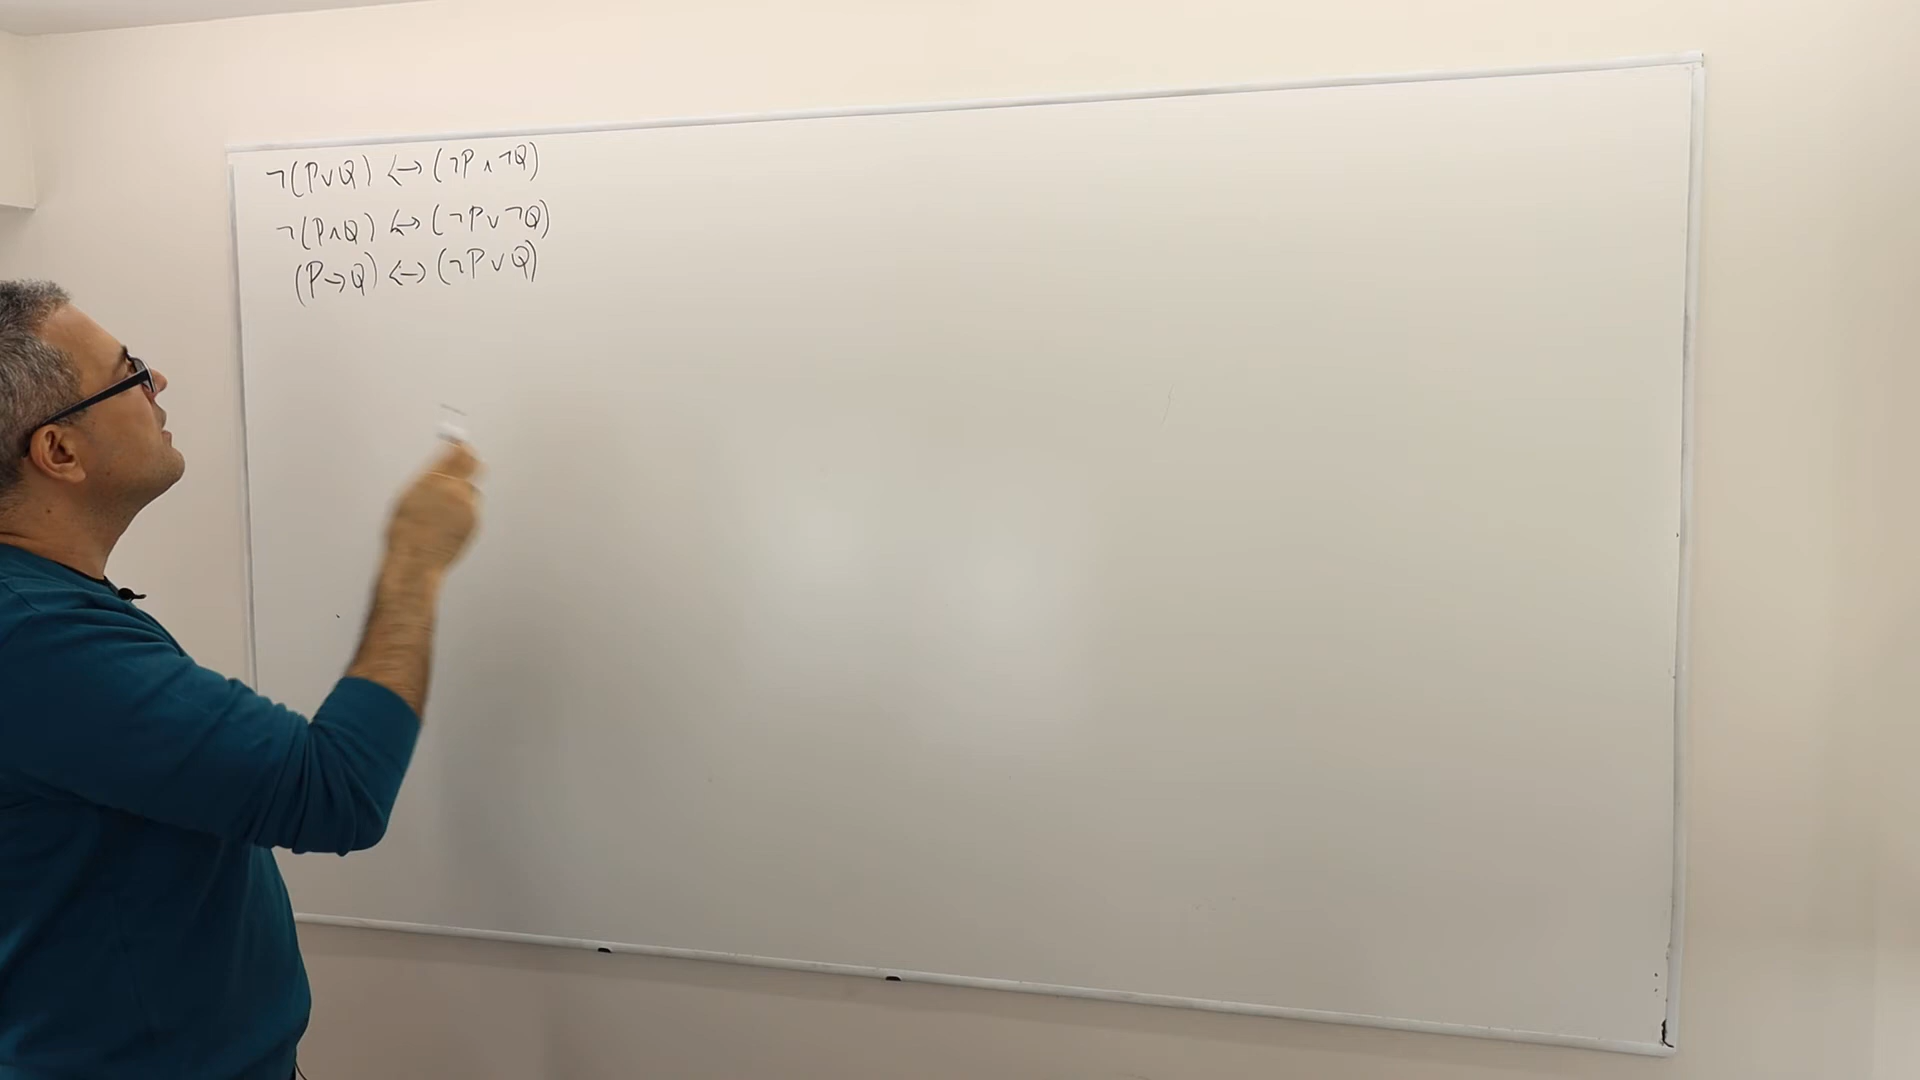 ¬(P∨Q) ↔ (¬P∧¬Q)
¬(P∧Q) ↔ (¬P∨¬Q)
(P→Q) ↔ (¬P∨Q)